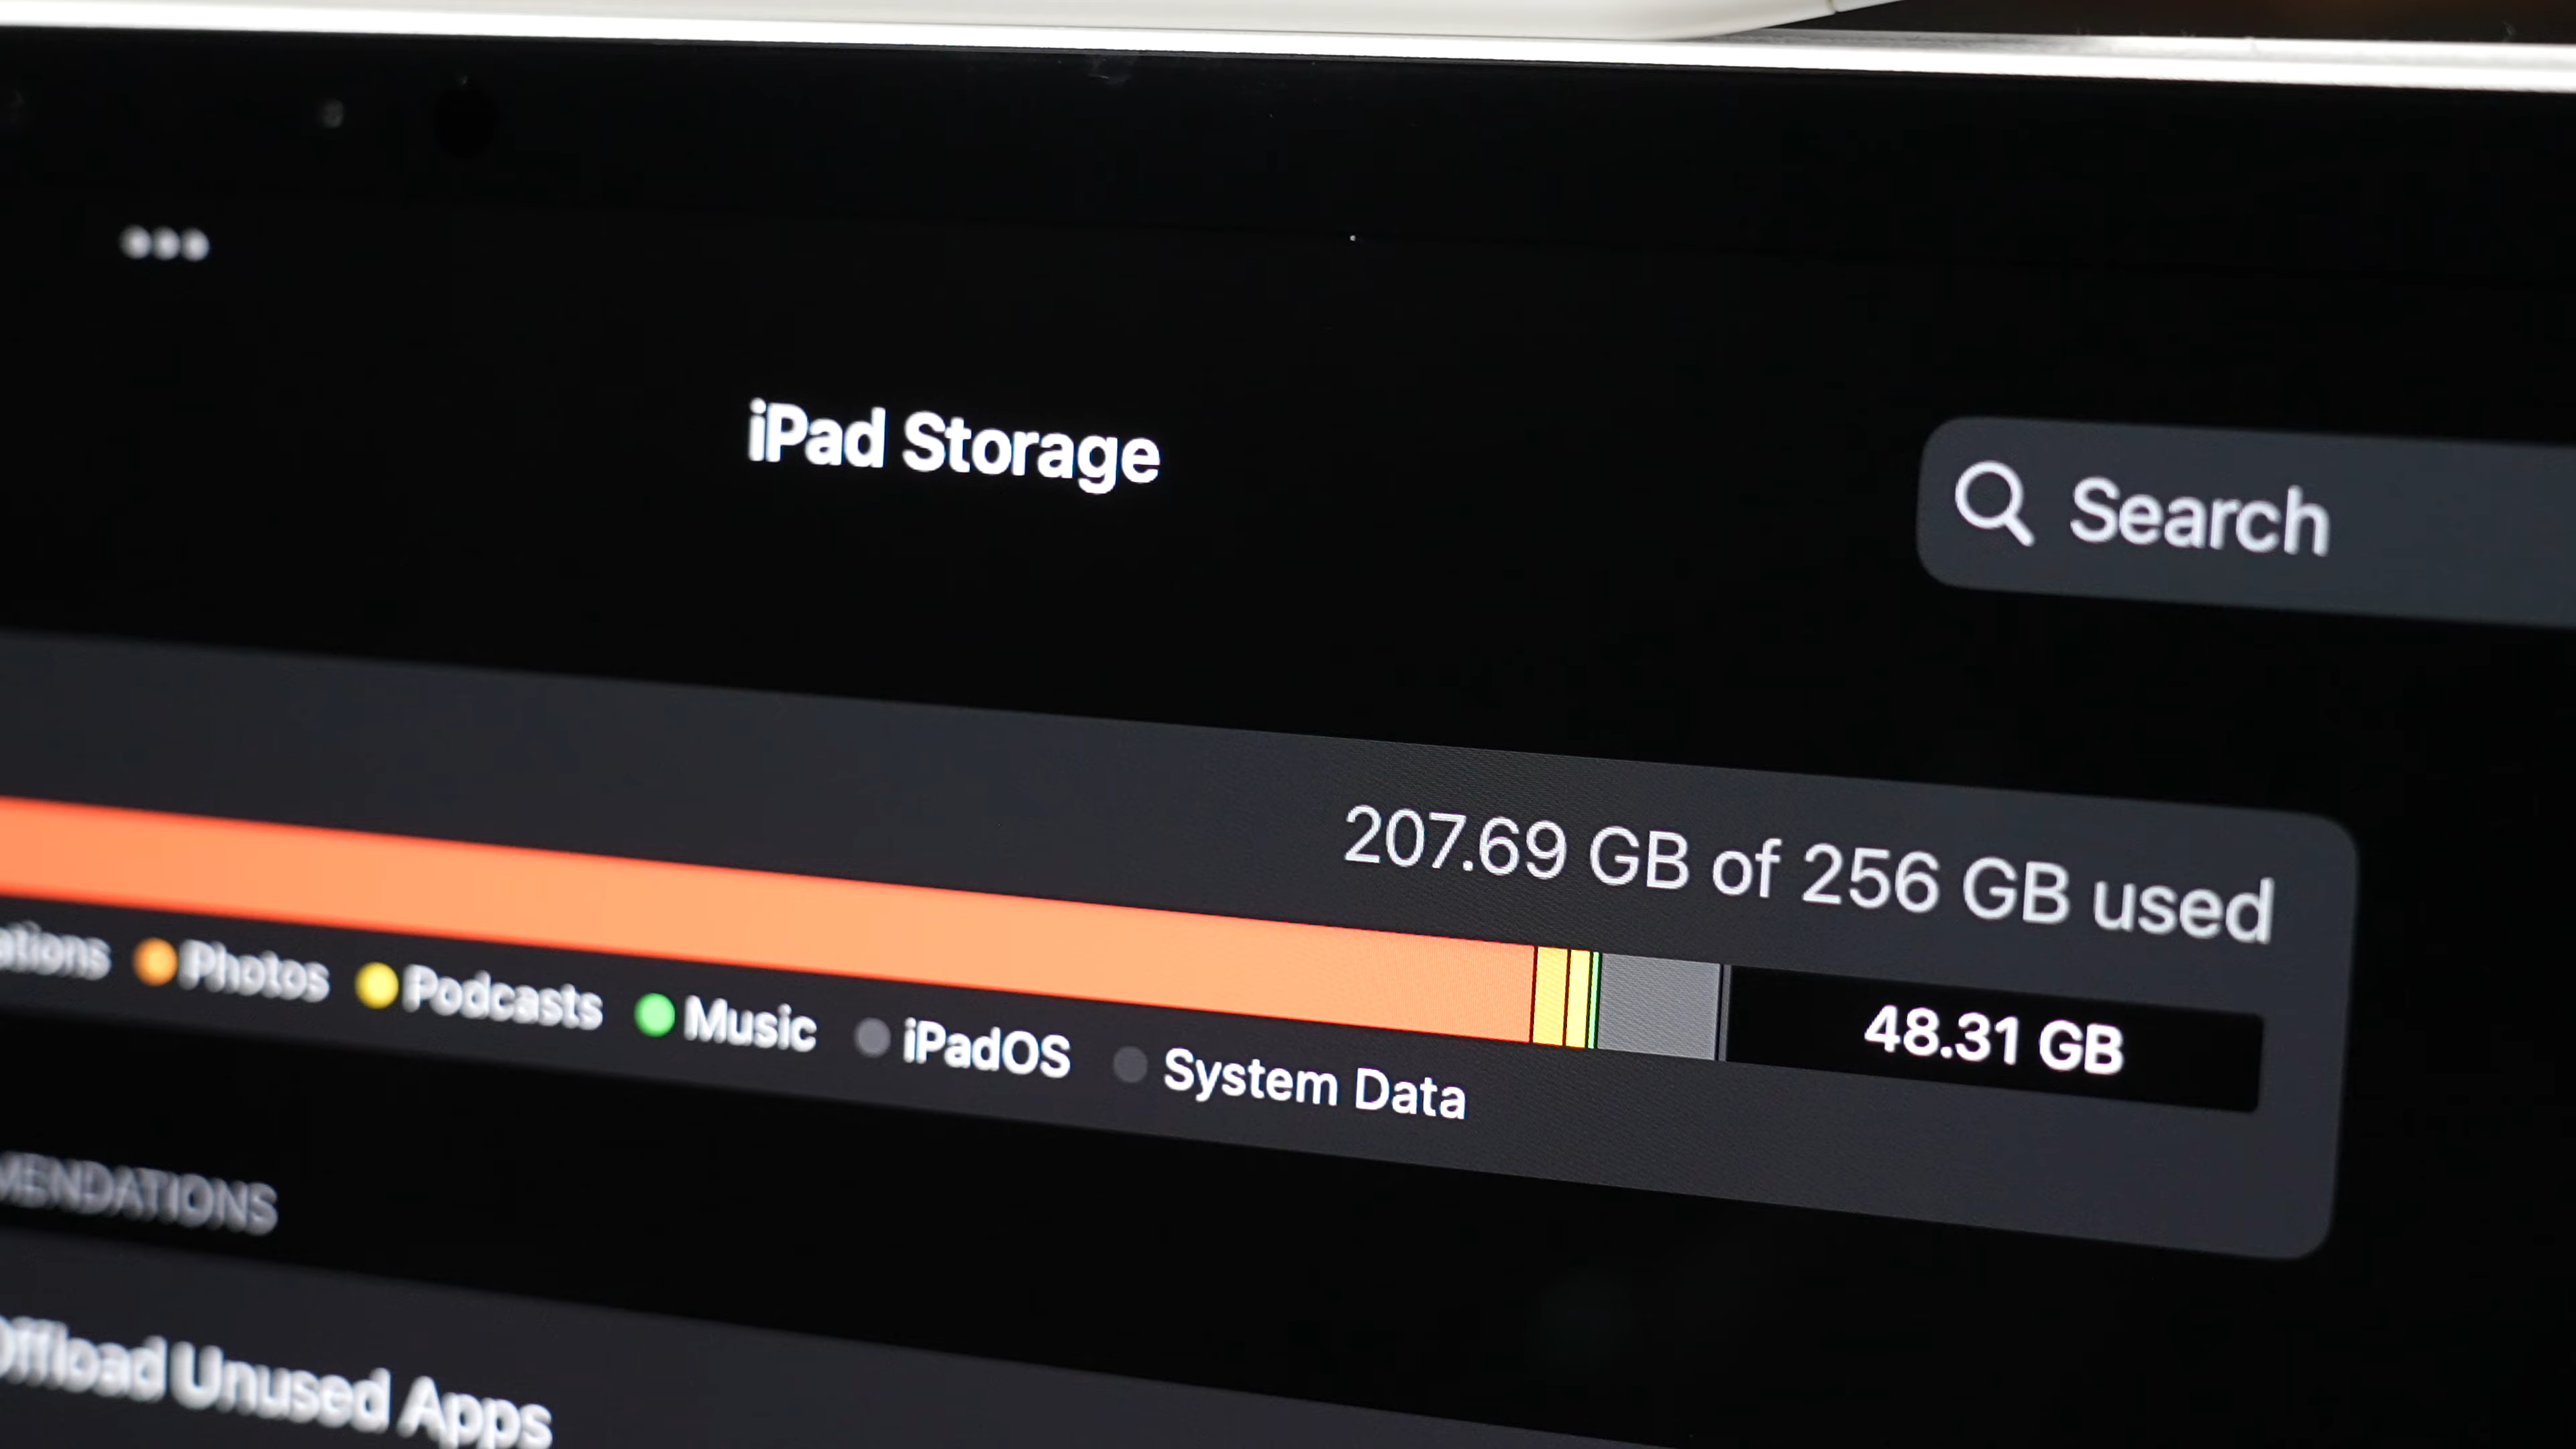 iPad Storage
Search
207.69 GB of 256 GB used
48.31 GB
Photos Podcasts Music iPadOS System Data
Unused Apps